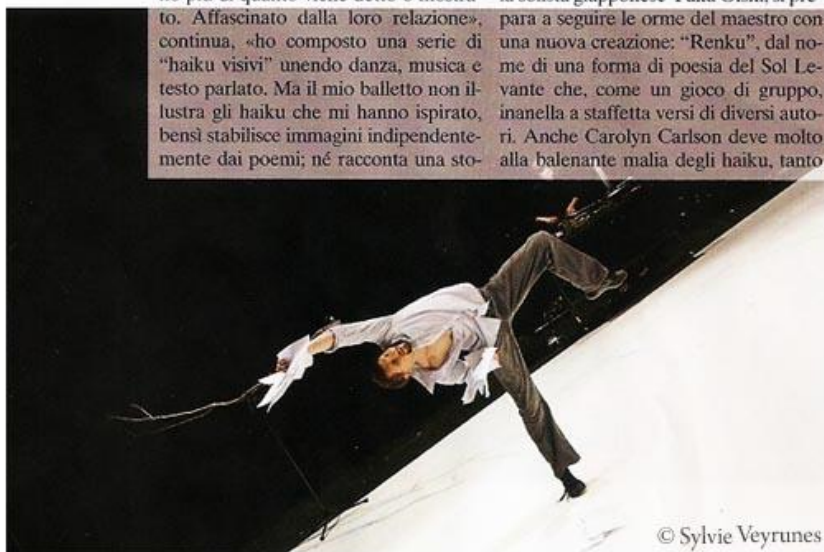 to. Affascinato dalla loro relazione»,
continua, «ho composto una serie di
“haiku visivi” unendo danza, musica e
testo parlato. Ma il mio balletto non il-
lustra gli haiku che mi hanno ispirato,
bensì stabilisce immagini indipendente-
mente dai poemi; né racconta una sto-
para a seguire le orme del maestro con
una nuova creazione: “Renku”, dal no-
me di una forma di poesia del Sol Le-
vante che, come un gioco di gruppo,
inanella a staffetta versi di diversi auto-
ri. Anche Carolyn Carlson deve molto
alla balenante malia degli haiku, tanto
© Sylvie Veyrunes